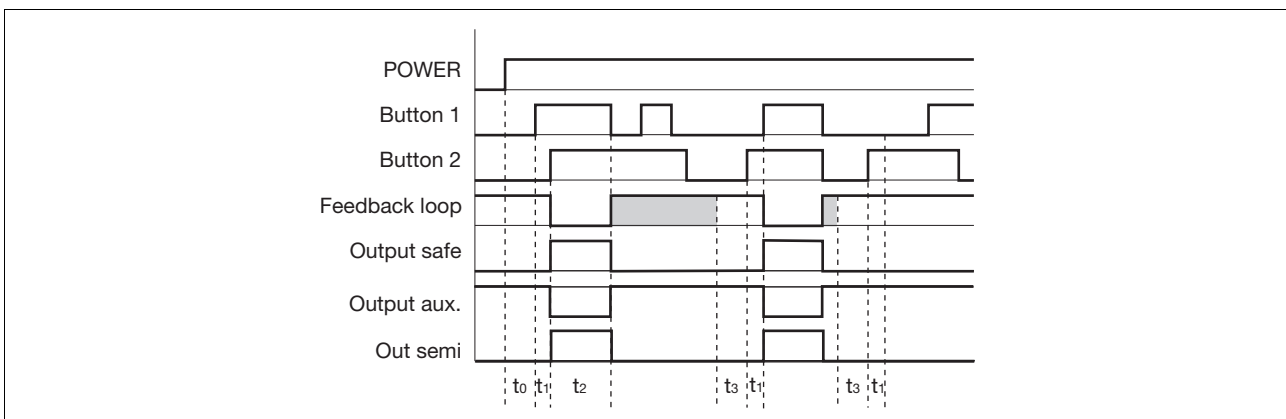 POWER
Button 1
Button 2
Feedback loop
Output safe
Output aux.
Out semi
t0 t1 t2 t3 t1 t3 t1